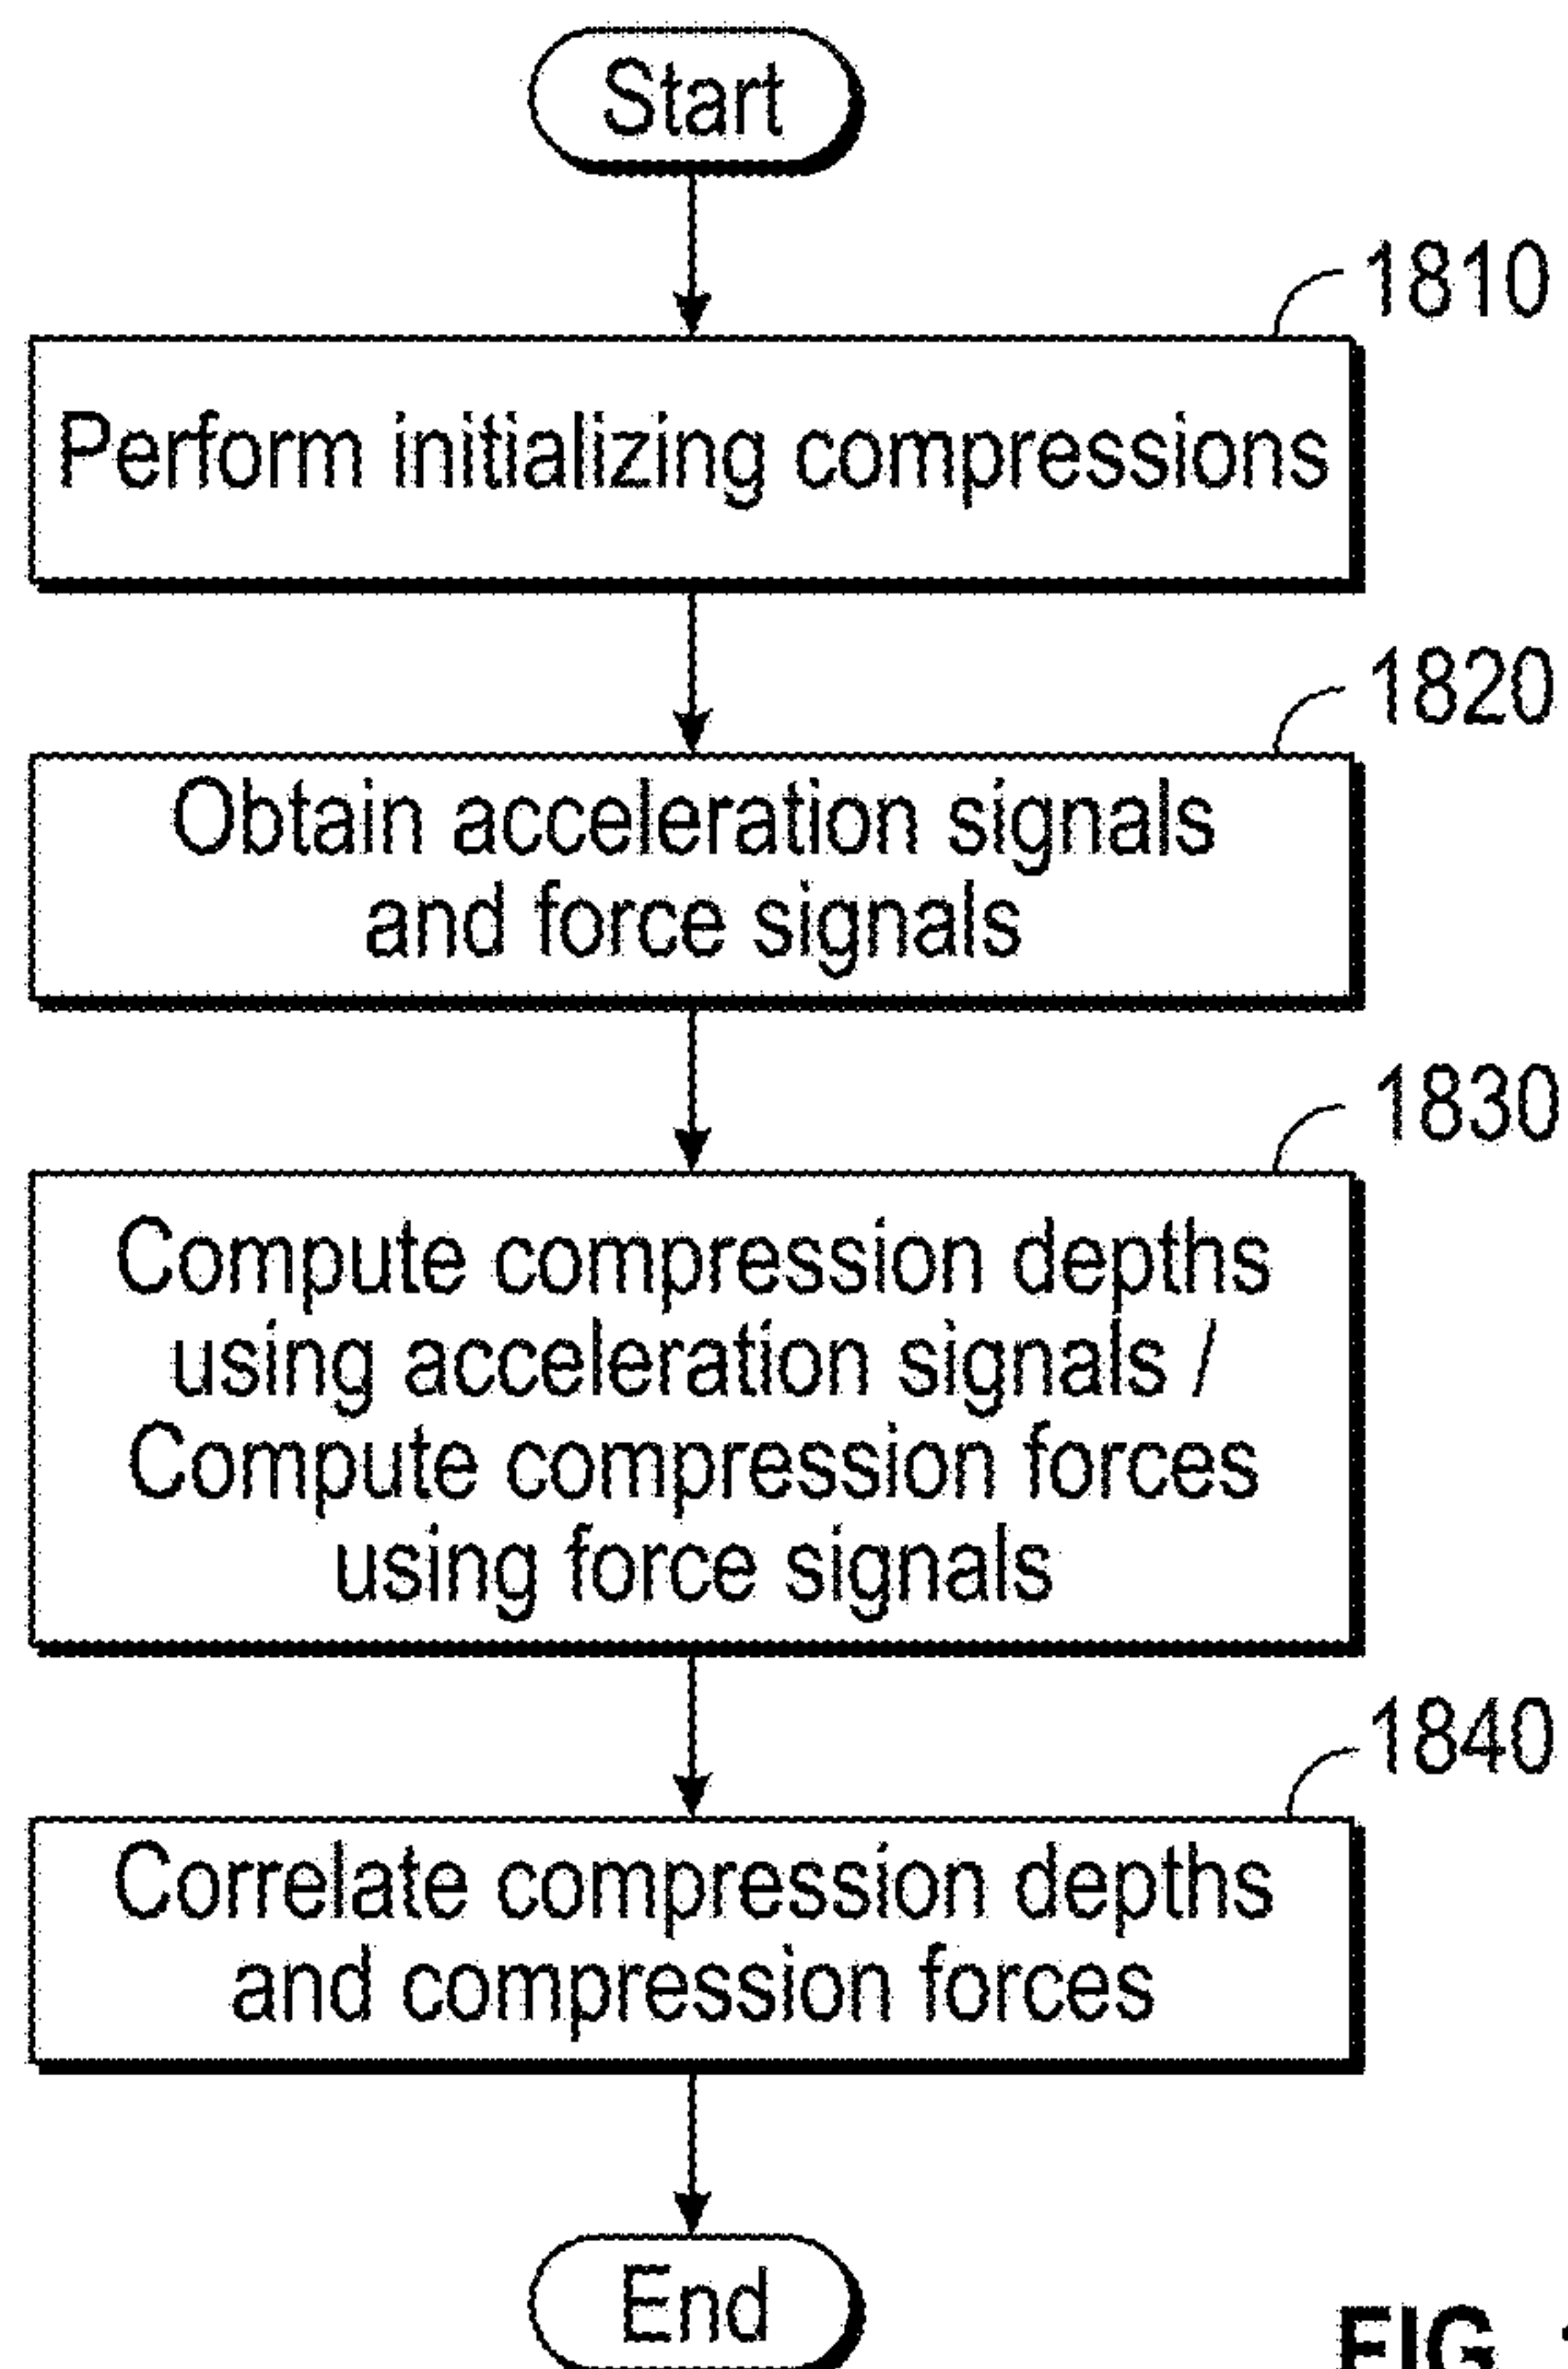 Start
1810
Perform initializing compressions
1820
Obtain acceleration signals
and force signals
1830
Compute compression depths
using acceleration signals /
Compute compression forces
using force signals
1840
Correlate compression depths
and compression forces
End
FIG.